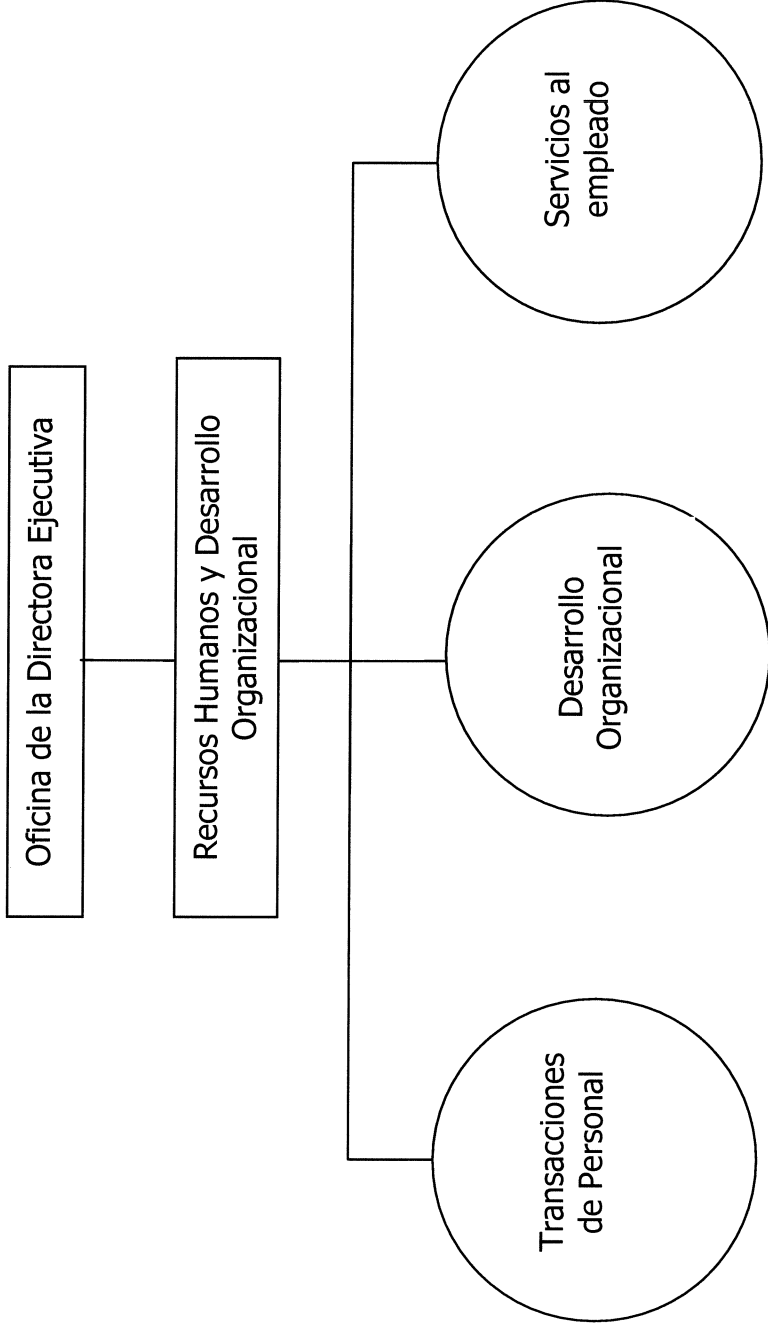 Oficina de la Directora Ejecutiva
Recursos Humanos y Desarrollo
Organizacional
Transacciones
de Personal
Desarrollo
Organizacional
Servicios al
empleado